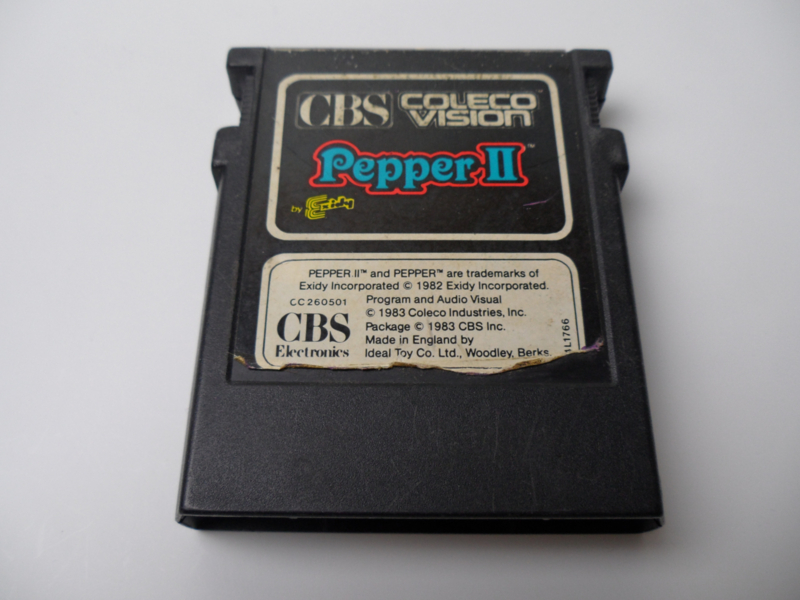 CBS COLECO VISION™
Pepper II™
by Exidy
PEPPER II™ and PEPPER™ are trademarks of
Exidy Incorporated © 1982 Exidy Incorporated.
CC260501
CBS
Electronics
Program and Audio Visual
© 1983 Coleco Industries, Inc.
Package © 1983 CBS Inc.
Made in England by
Ideal Toy Co. Ltd., Woodley, Berks.
L1766